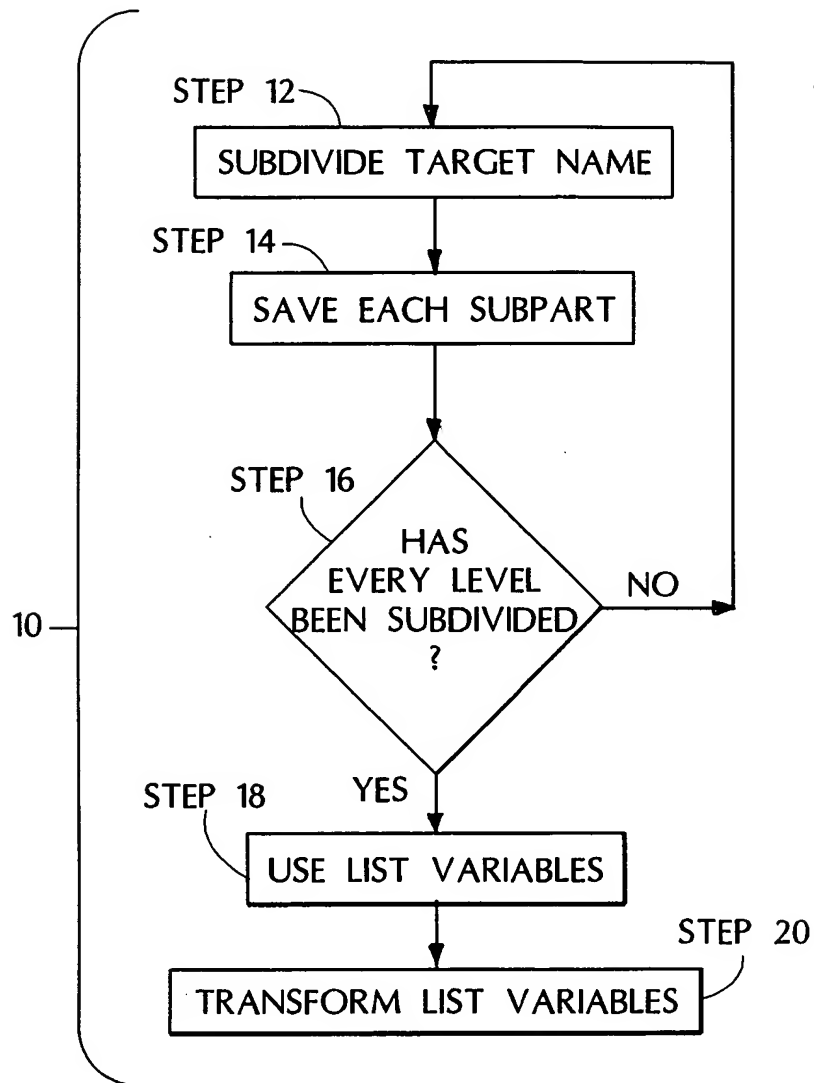 STEP 12
SUBDIVIDE TARGET NAME
STEP 14
SAVE EACH SUBPART
STEP 16
HAS
EVERY LEVEL
BEEN SUBDIVIDED
?
NO
10
YES
STEP 18
USE LIST VARIABLES
STEP 20
TRANSFORM LIST VARIABLES